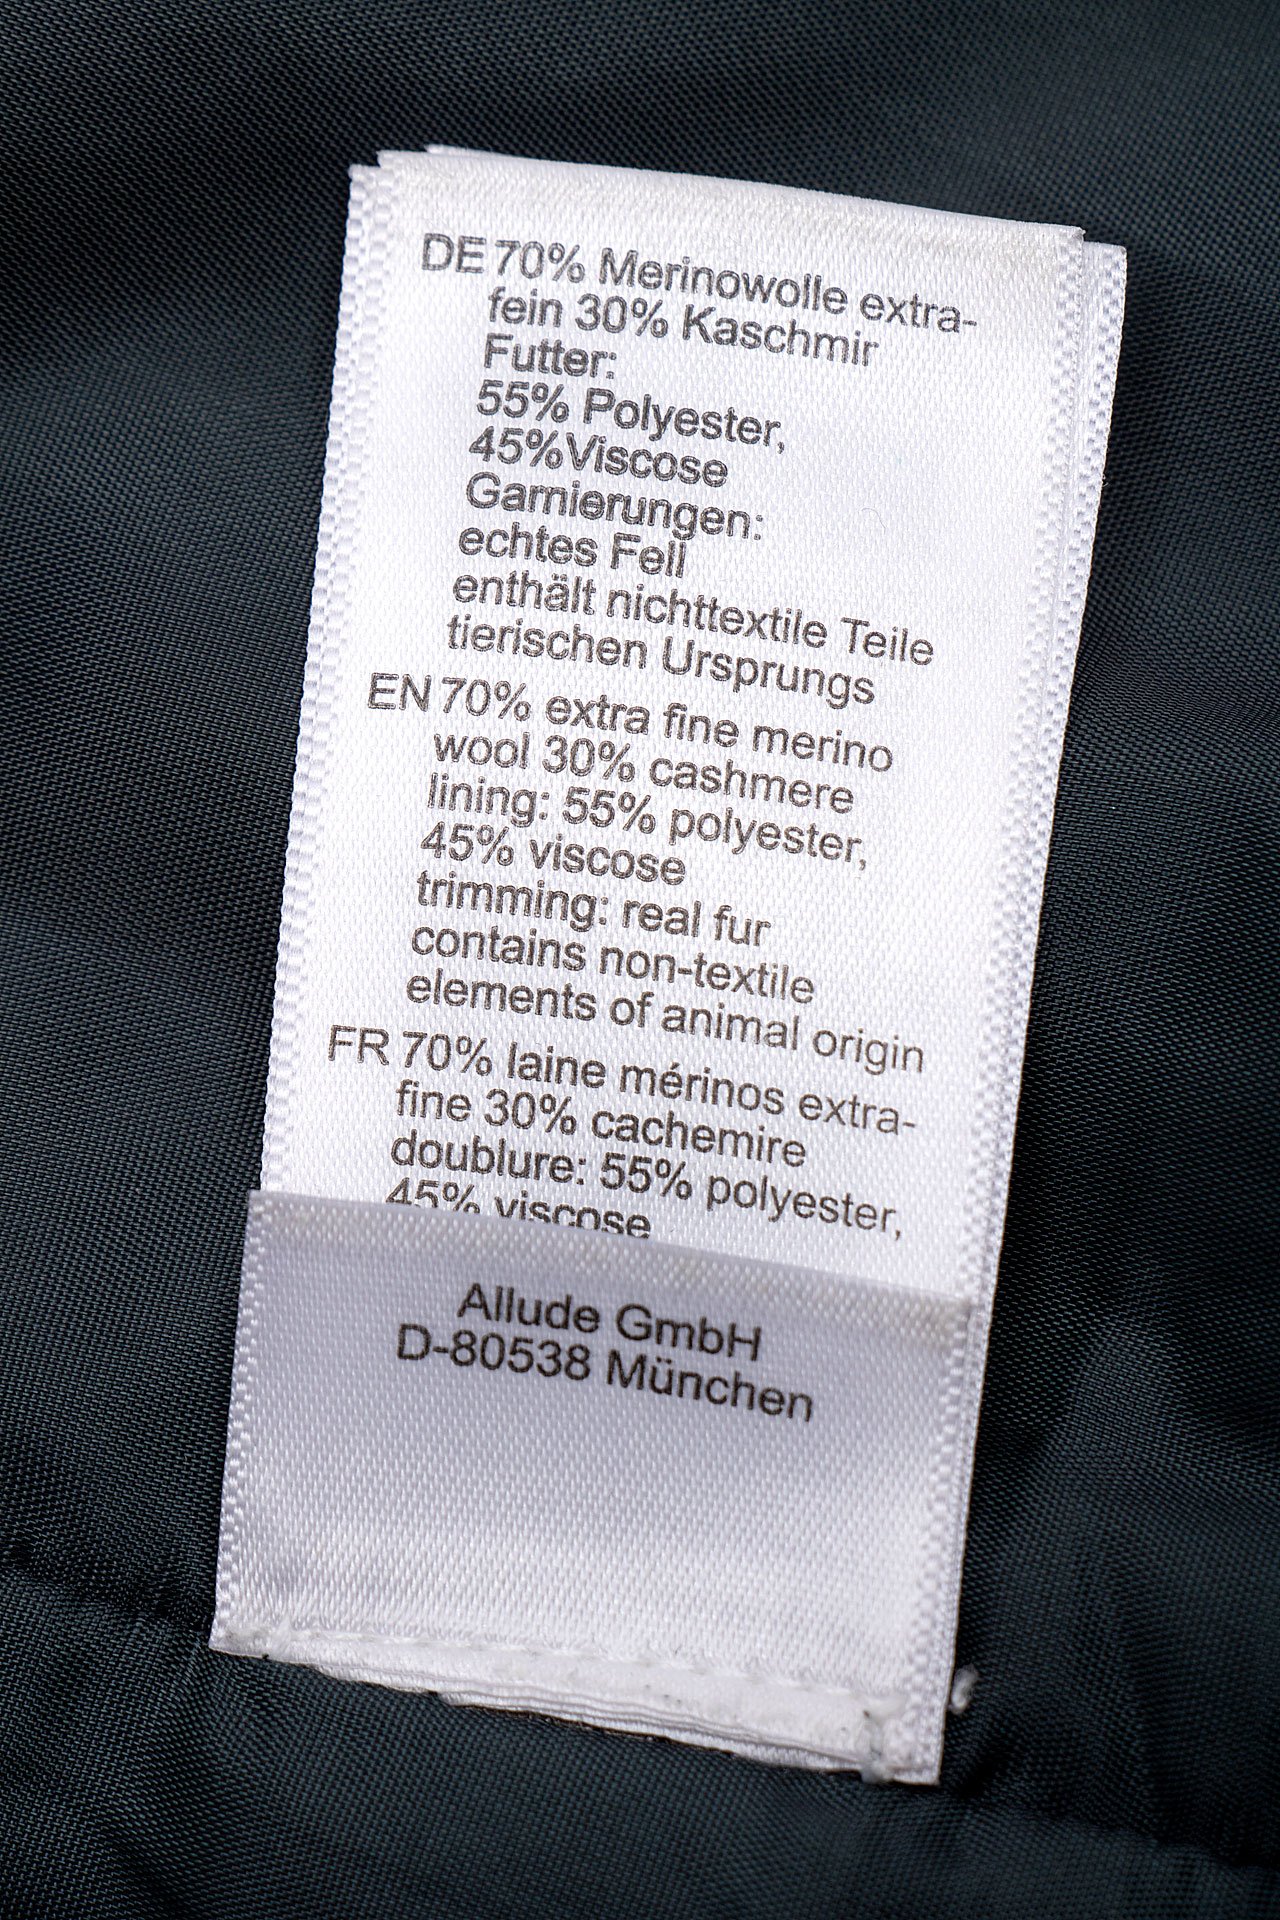 DE 70% Merinowolle extra-
fein 30% Kaschmir
Futter:
55% Polyester,
45%Viscose
Garnierungen:
echtes Fell
enthält nichttextile Teile
tierischen Ursprungs
EN 70% extra fine merino
wool 30% cashmere
lining: 55% polyester,
45% viscose
trimming: real fur
contains non-textile
elements of animal origin
FR 70% laine mérinos extra-
fine 30% cachemire
doublure: 55% polyester,
45% viscose
Allude GmbH
D-80538 München